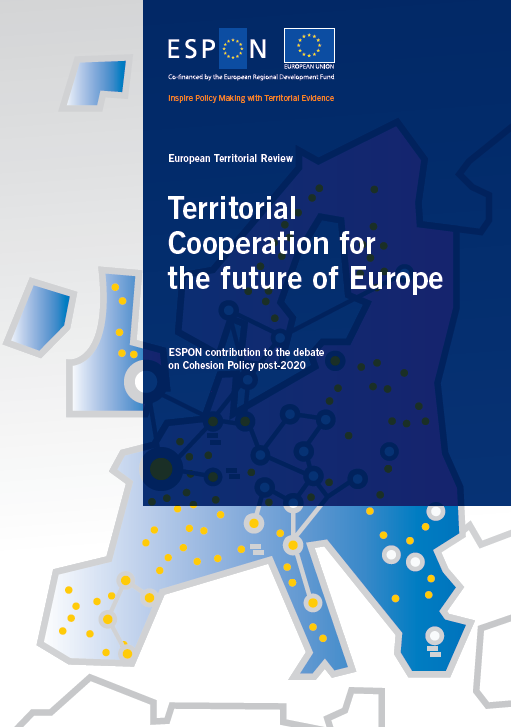 ESPON
EUROPEAN UNION
Co-financed by the European Regional Development Fund
Inspire Policy Making with Territorial Evidence
European Territorial Review
Territorial
Cooperation for
the future of Europe
ESPON contribution to the debate
on Cohesion Policy post-2020